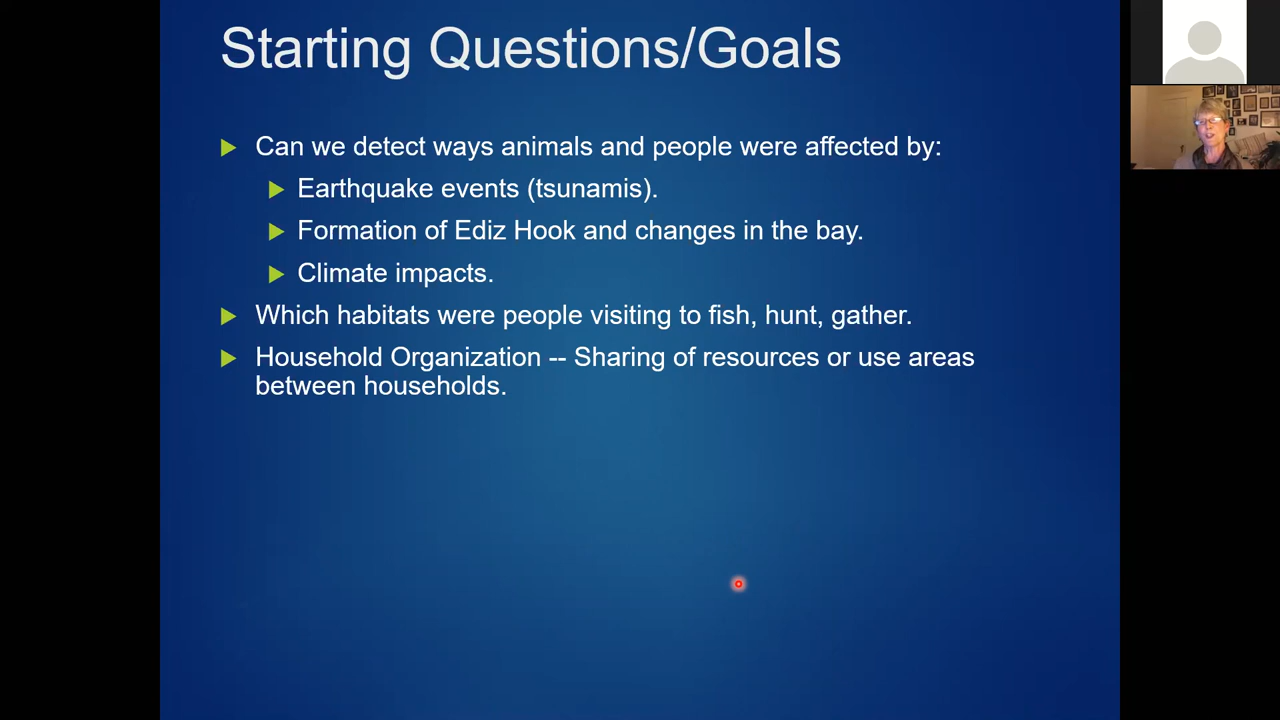 Starting Questions/Goals
Can we detect ways animals and people were affected by:
Earthquake events (tsunamis).
Formation of Ediz Hook and changes in the bay.
Climate impacts.
Which habitats were people visiting to fish, hunt, gather.
Household Organization -- Sharing of resources or use areas
between households.